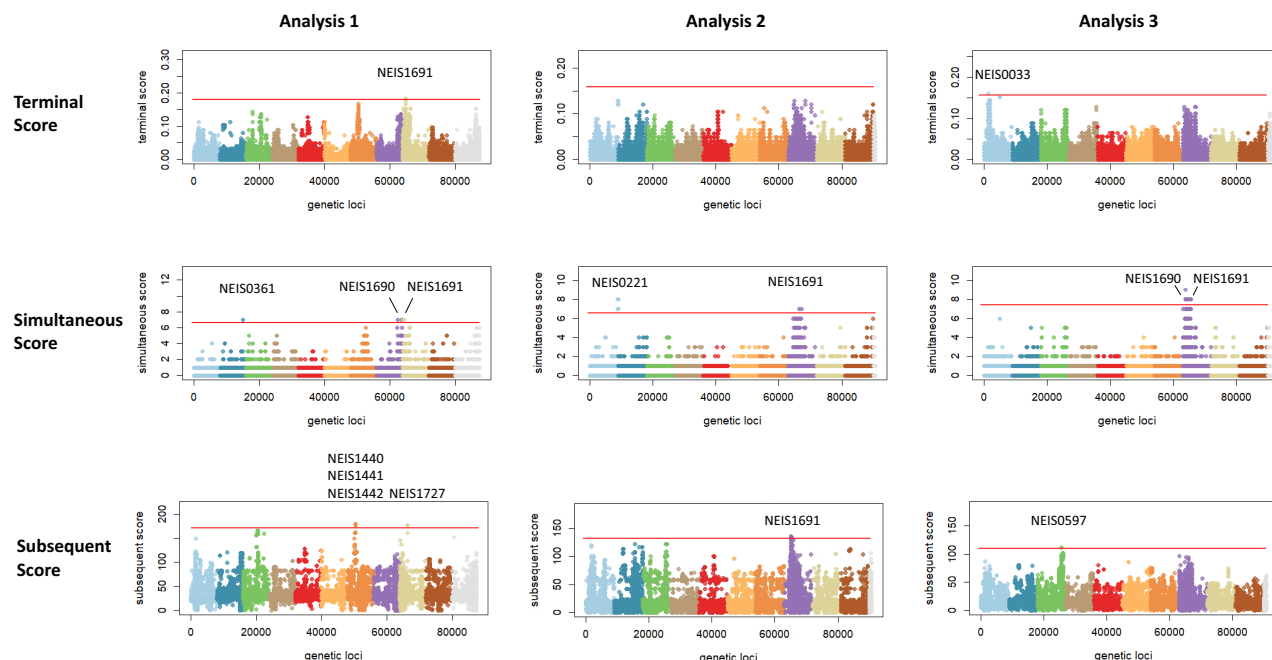 Analysis 1
Analysis 2
Analysis 3
Terminal
Score
terminal score
0.00
0.10
0.20
0.30
NEIS1691
0
20000
40000
60000
80000
genetic loci
terminal score
0.00
0.05
0.10
0.15
0.20
0
20000
40000
60000
80000
genetic loci
terminal score
0.00
0.10
0.20
NEIS0033
0
20000
40000
60000
80000
genetic loci
Simultaneous
Score
simultaneous score
0
2
4
6
8
12
NEIS0361
NEIS1690
NEIS1691
0
20000
40000
60000
80000
genetic loci
simultaneous score
0
2
4
6
8
10
NEIS0221
NEIS1691
0
20000
40000
60000
80000
genetic loci
simultaneous score
0
2
4
6
8
10
NEIS1690
NEIS1691
0
20000
40000
60000
80000
genetic loci
Subsequent
Score
NEIS1440
NEIS1441
NEIS1442 NEIS1727
subsequent score
0
50
100
200
0
20000
40000
60000
80000
genetic loci
subsequent score
0
50
100
150
NEIS1691
0
20000
40000
60000
80000
genetic loci
subsequent score
0
50
100
150
NEIS0597
0
20000
40000
60000
80000
genetic loci